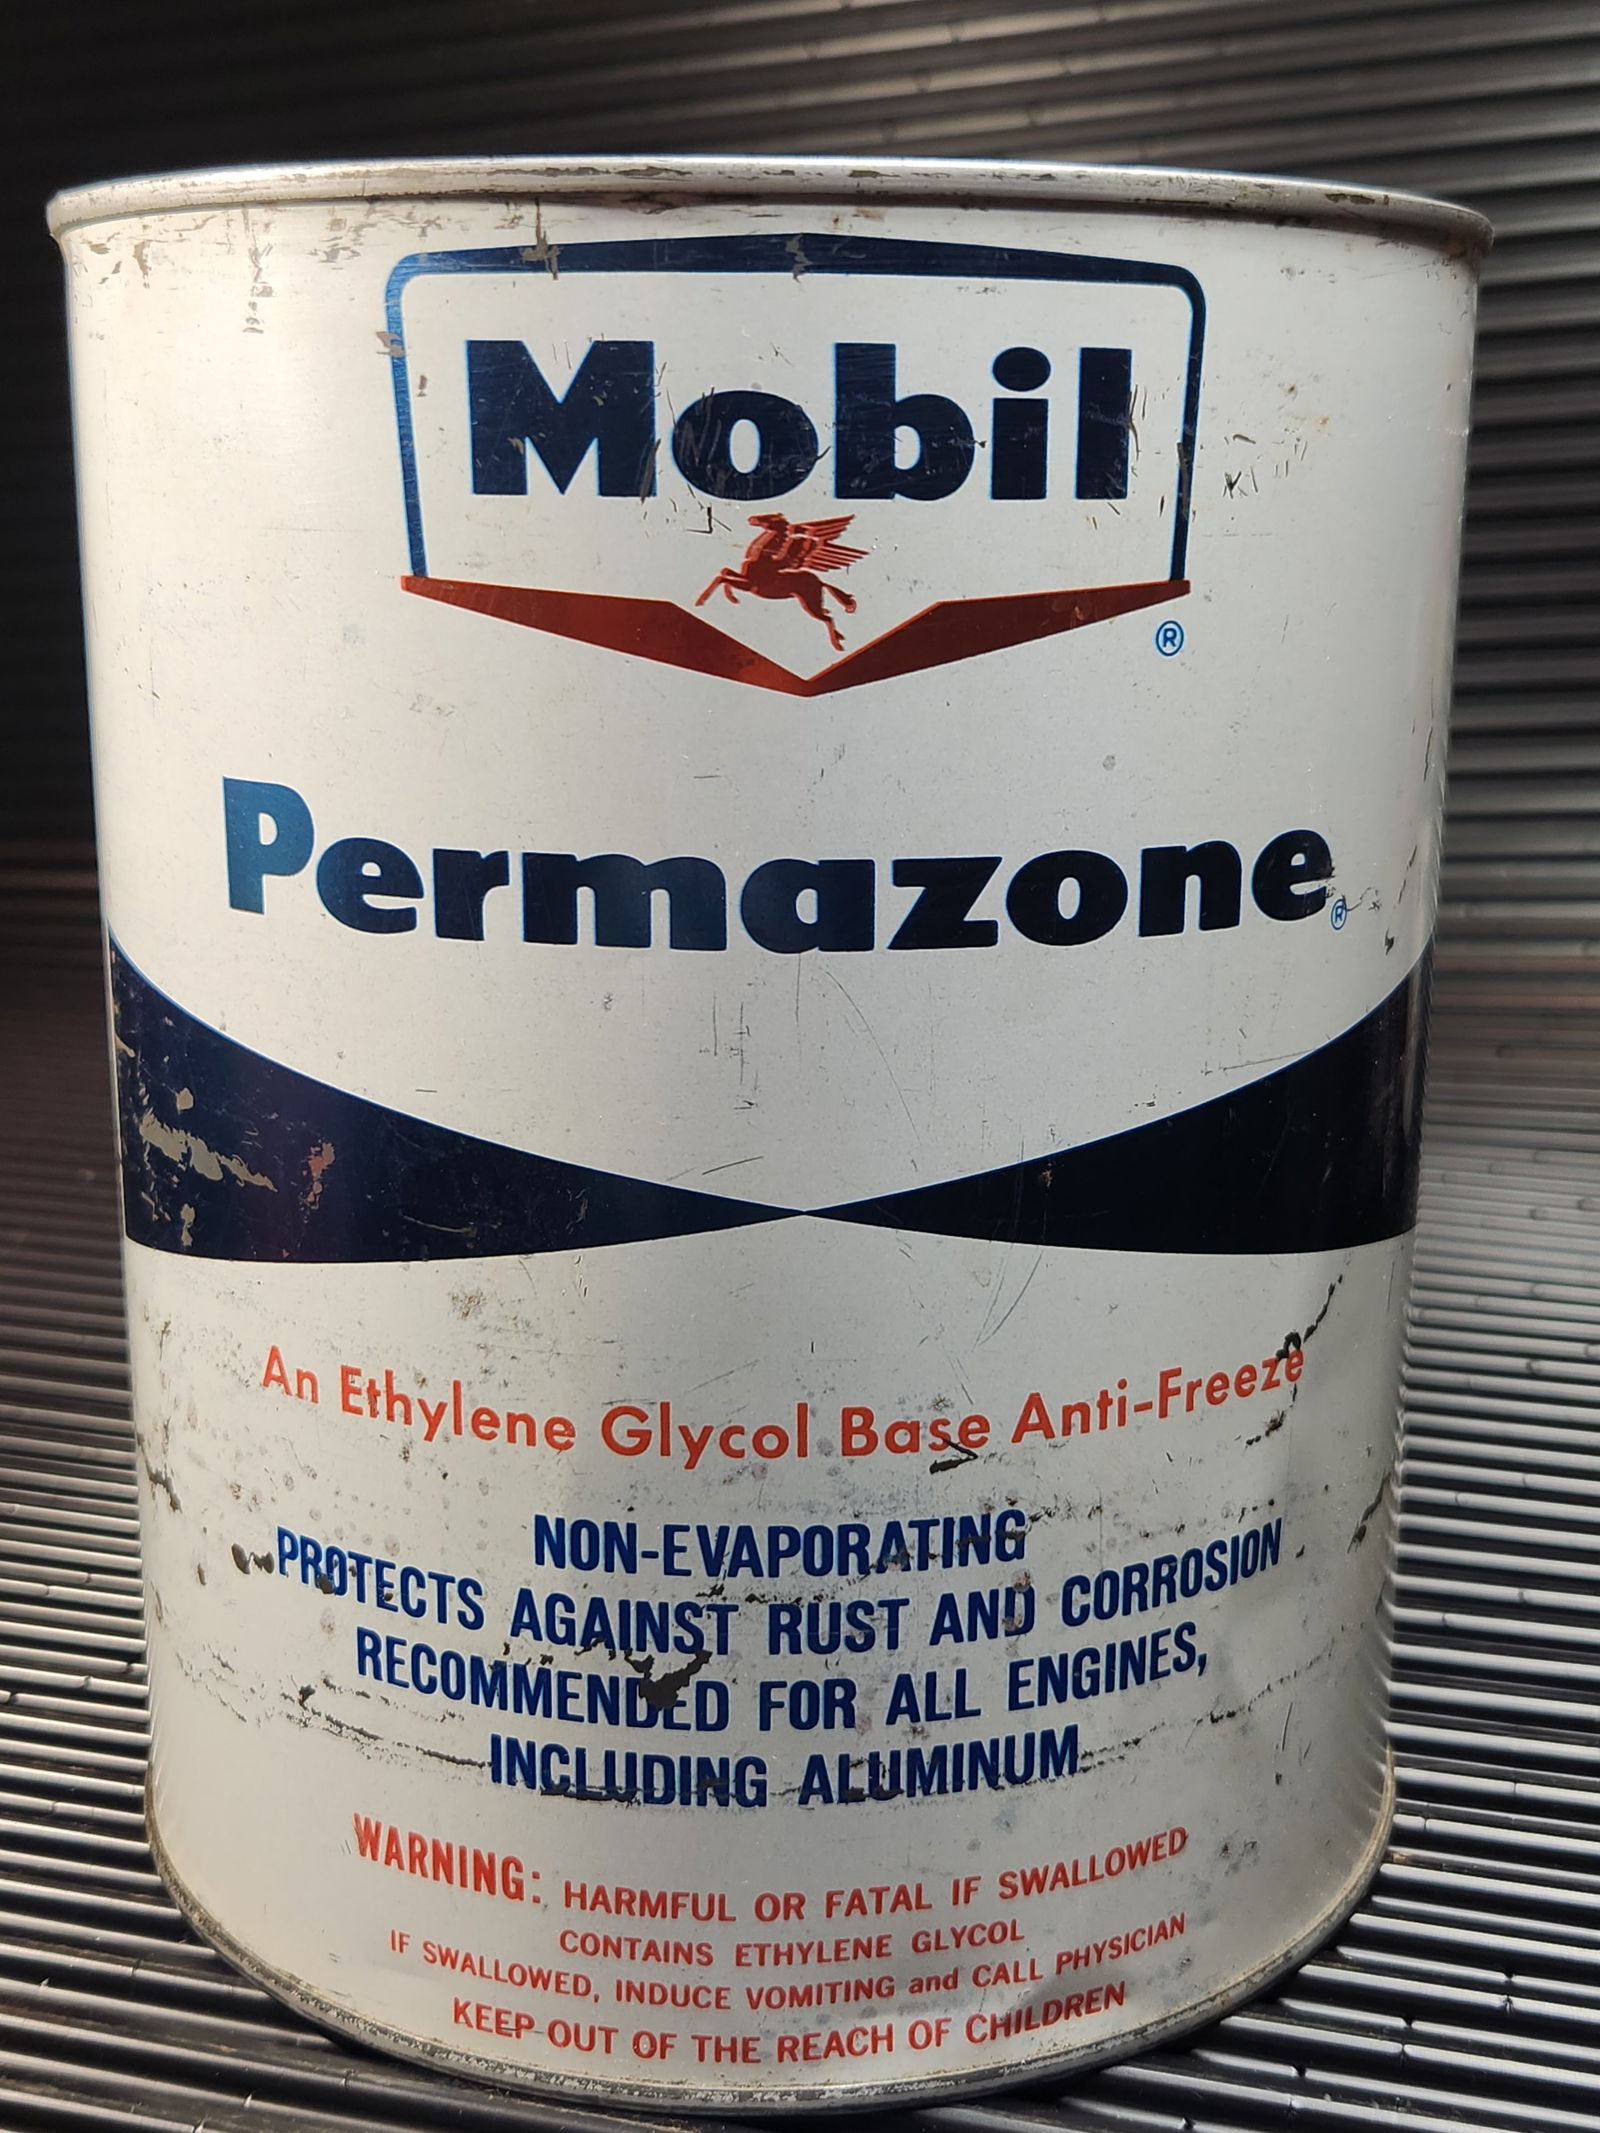 Mobil
®
Permazone®
An Ethylene Glycol Base Anti-Freeze
NON-EVAPORATING
PROTECTS AGAINST RUST AND CORROSION
RECOMMENDED FOR ALL ENGINES,
INCLUDING ALUMINUM
WARNING: HARMFUL OR FATAL IF SWALLOWED
CONTAINS ETHYLENE GLYCOL
IF SWALLOWED, INDUCE VOMITING and CALL PHYSICIAN
KEEP OUT OF THE REACH OF CHILDREN